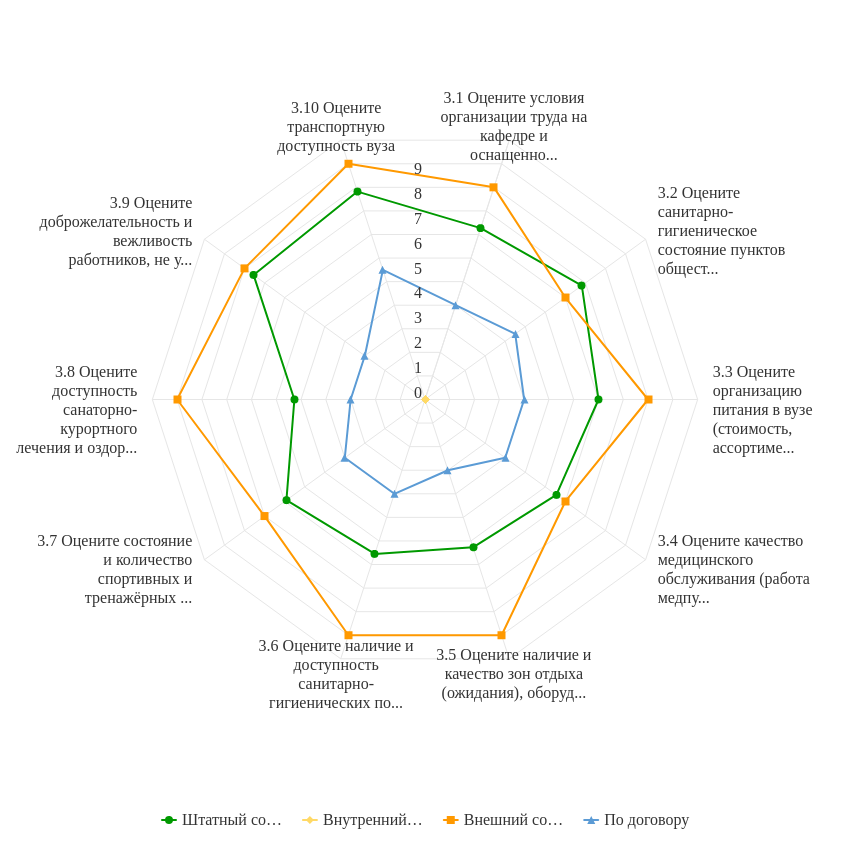 3.10 Оцените
транспортную
доступность вуза
3.1 Оцените условия
организации труда на
кафедре и
оснащенно...
3.2 Оцените
санитарно-
гигиеническое
состояние пунктов
общест...
3.3 Оцените
организацию
питания в вузе
(стоимость,
ассортиме...
3.4 Оцените качество
медицинского
обслуживания (работа
медпу...
3.5 Оцените наличие и
качество зон отдыха
(ожидания), оборуд...
3.6 Оцените наличие и
доступность
санитарно-
гигиенических по...
3.7 Оцените состояние
и количество
спортивных и
тренажёрных ...
3.8 Оцените
доступность
санаторно-
курортного
лечения и оздор...
3.9 Оцените
доброжелательность и
вежливость
работников, не у...
9
8
7
6
5
4
3
2
1
0
Штатный со… Внутренний… Внешний со… По договору